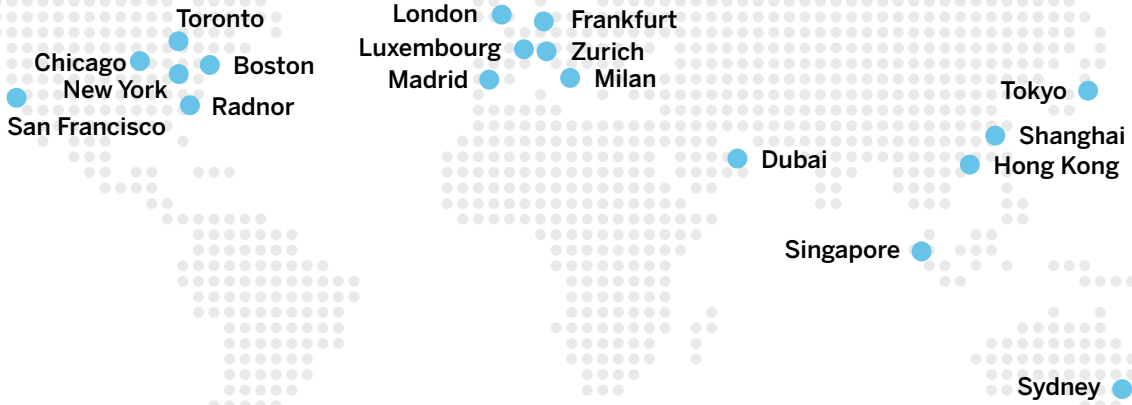 Toronto
Chicago
Boston
New York
Radnor
San Francisco
London
Frankfurt
Luxembourg
Zurich
Madrid
Milan
Dubai
Tokyo
Shanghai
Hong Kong
Singapore
Sydney